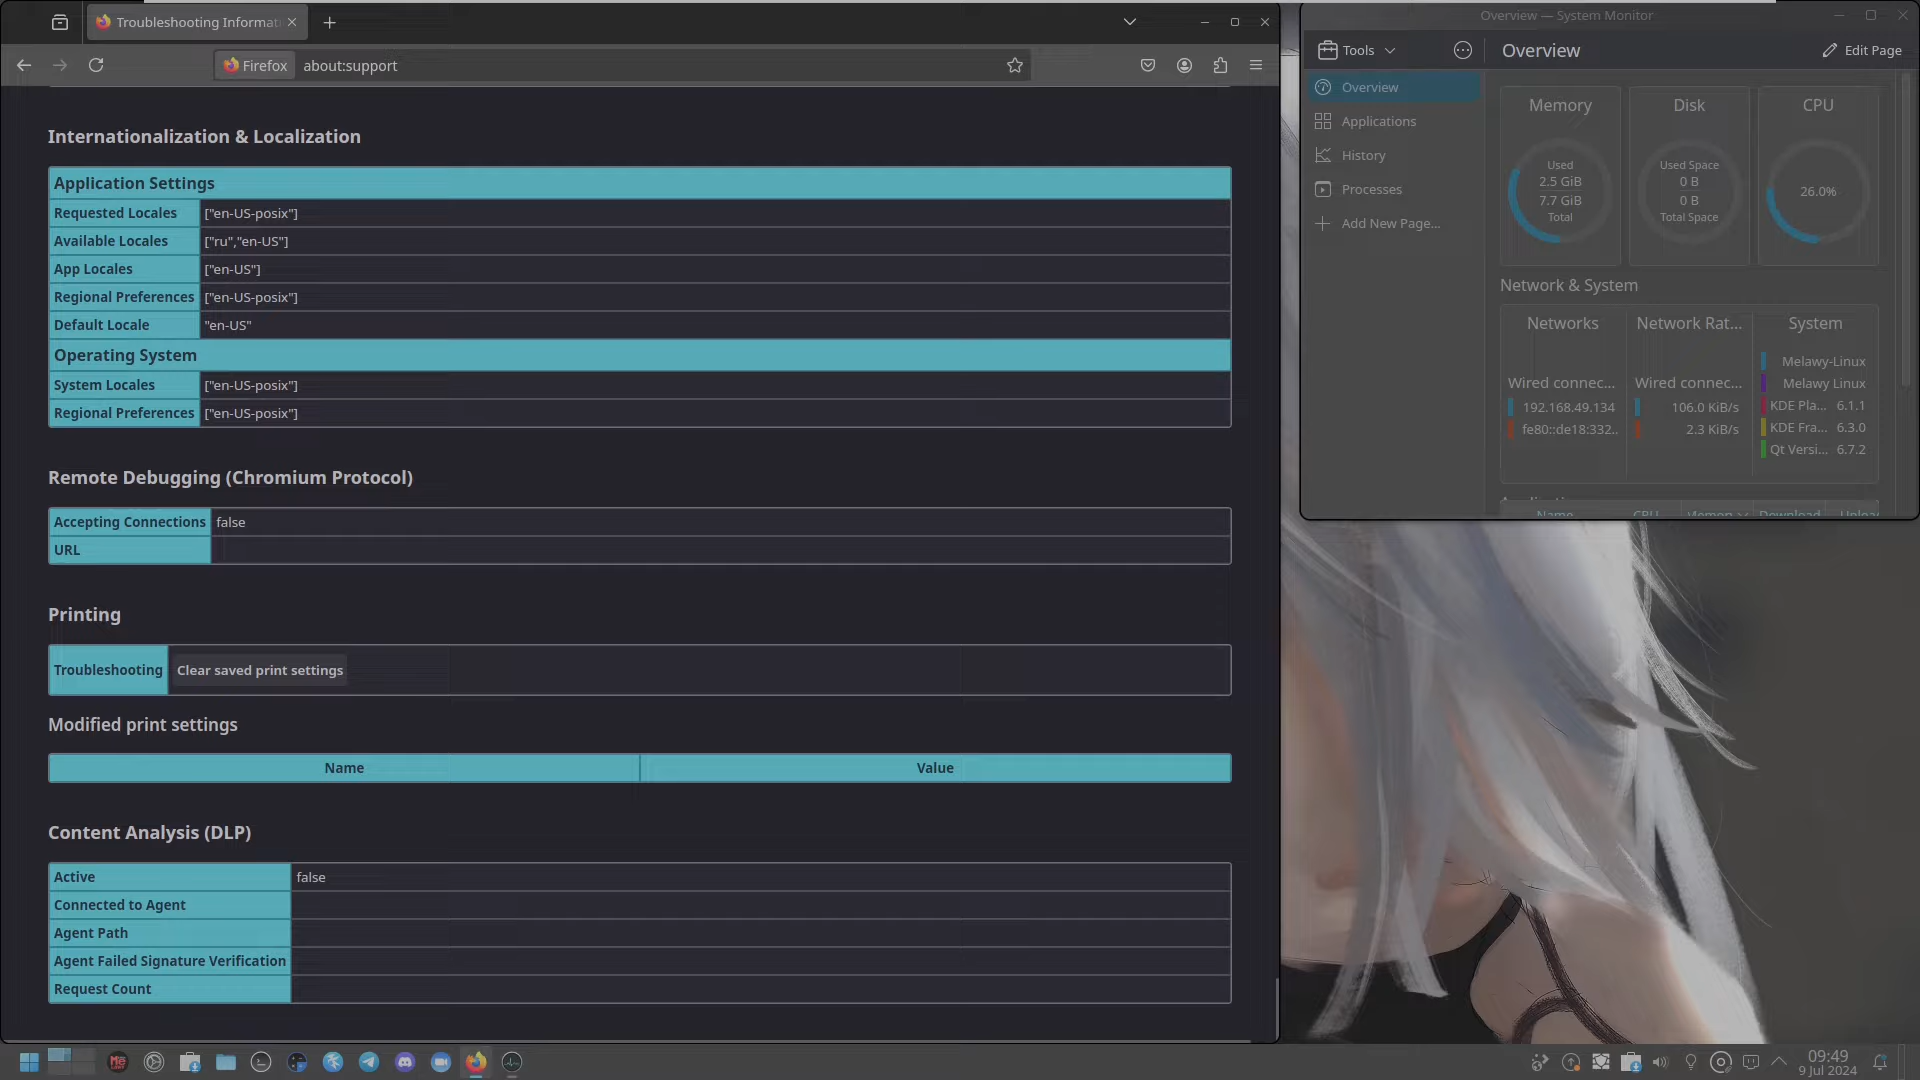 Troubleshooting Informat
Firefox
about:support
Internationalization & Localization
Application Settings
Requested Locales ["en-US-posix"]
Available Locales ["ru","en-US"]
App Locales ["en-US"]
Regional Preferences ["en-US-posix"]
Default Locale "en-US"
Operating System
System Locales ["en-US-posix"]
Regional Preferences ["en-US-posix"]
Remote Debugging (Chromium Protocol)
Accepting Connections false
URL
Printing
Troubleshooting Clear saved print settings
Modified print settings
Name Value
Content Analysis (DLP)
Active false
Connected to Agent
Agent Path
Agent Failed Signature Verification
Request Count
Overview — System Monitor
Tools
Overview
Edit Page
Overview
Applications
History
Processes
Add New Page...
Memory
Used
2.5 GiB
7.7 GiB
Total
Disk
Used Space
0 B
0 B
Total Space
CPU
26.0%
Network & System
Networks
Wired connec...
192.168.49.134
fe80::de18:332..
Network Rat...
Wired connec...
106.0 KiB/s
2.3 KiB/s
System
Melawy-Linux
Melawy Linux
KDE Pla... 6.1.1
KDE Fra... 6.3.0
Qt Versi... 6.7.2
Name CPU Memory Download
09:49
9 Jul 2024